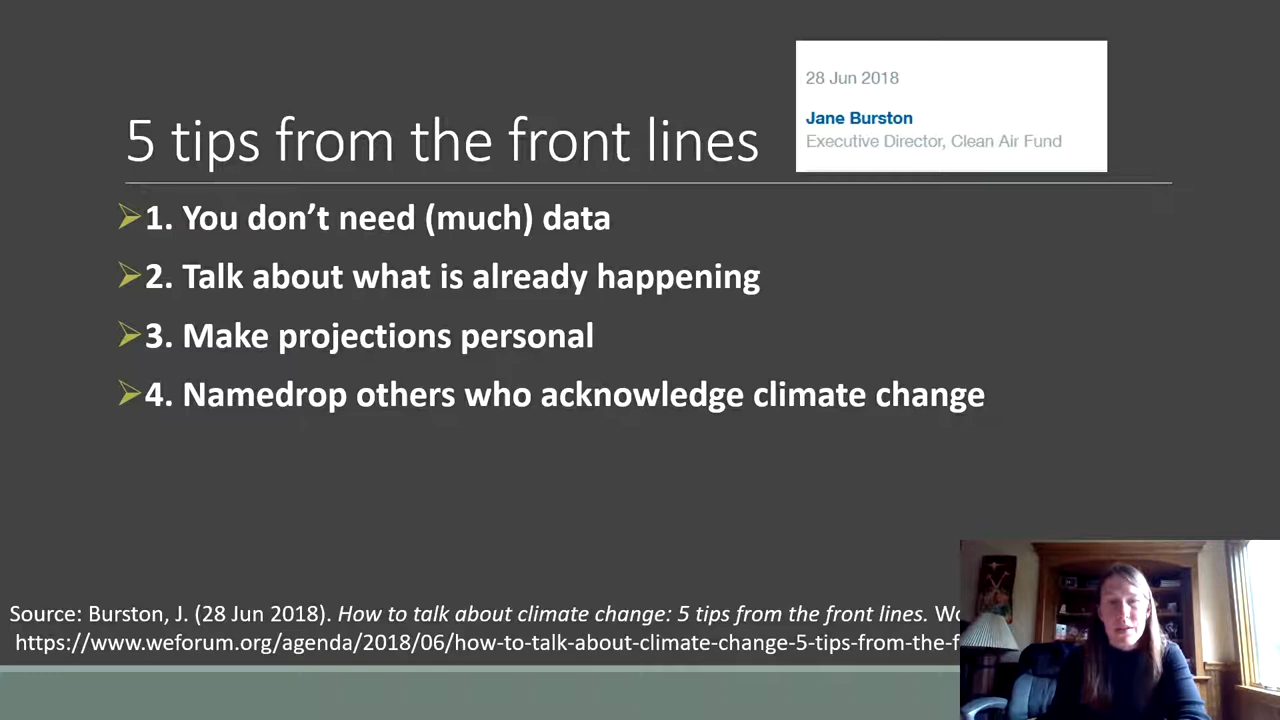 28 Jun 2018
Jane Burston
Executive Director, Clean Air Fund
5 tips from the front lines
1. You don’t need (much) data
2. Talk about what is already happening
3. Make projections personal
4. Namedrop others who acknowledge climate change
Source: Burston, J. (28 Jun 2018). How to talk about climate change: 5 tips from the front lines.
https://www.weforum.org/agenda/2018/06/how-to-talk-about-climate-change-5-tips-from-the-f